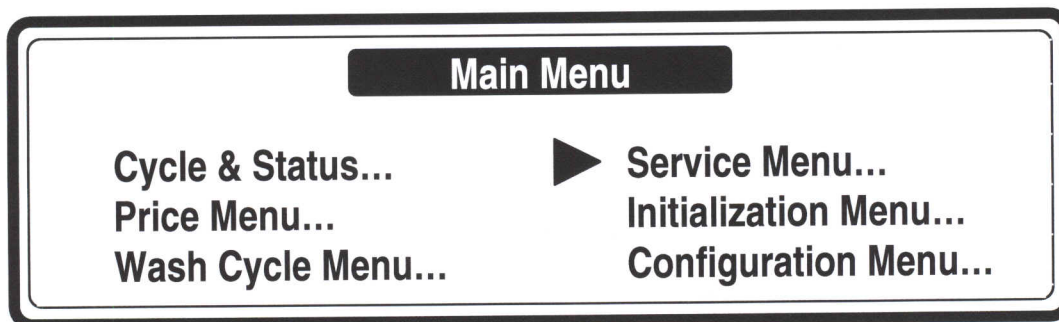 Main Menu
Cycle & Status...
Price Menu...
Wash Cycle Menu...
Service Menu...
Initialization Menu...
Configuration Menu...